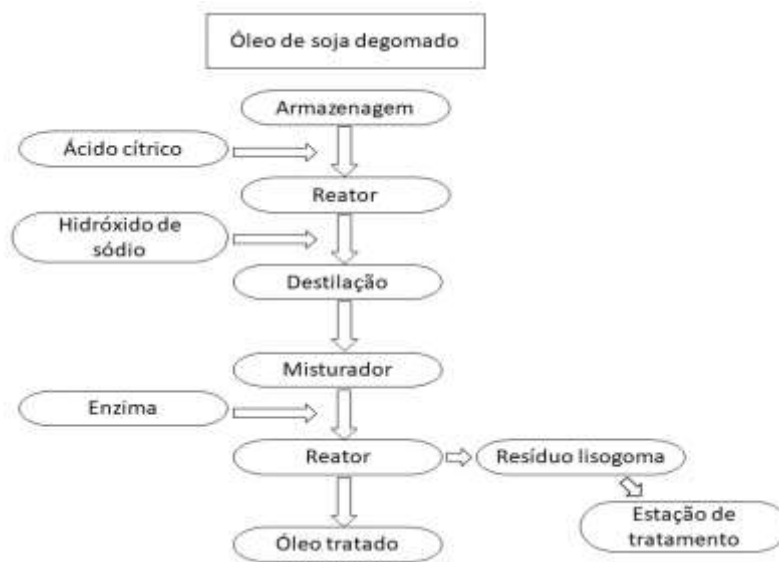 Óleo de soja degomado
Armazenagem
Ácido cítrico
Reator
Hidróxido de
sódio
Destilação
Misturador
Enzima
Reator
Resíduo lisogoma
Óleo tratado
Estação de
tratamento